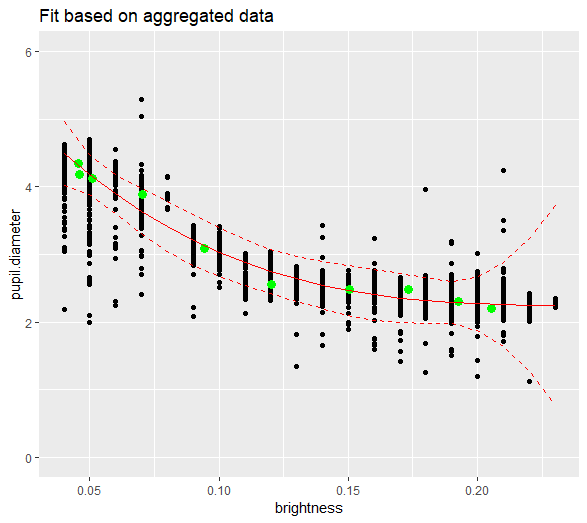 Fit based on aggregated data
6
4
2
0
pupil.diameter
0.05 0.10 0.15 0.20
brightness